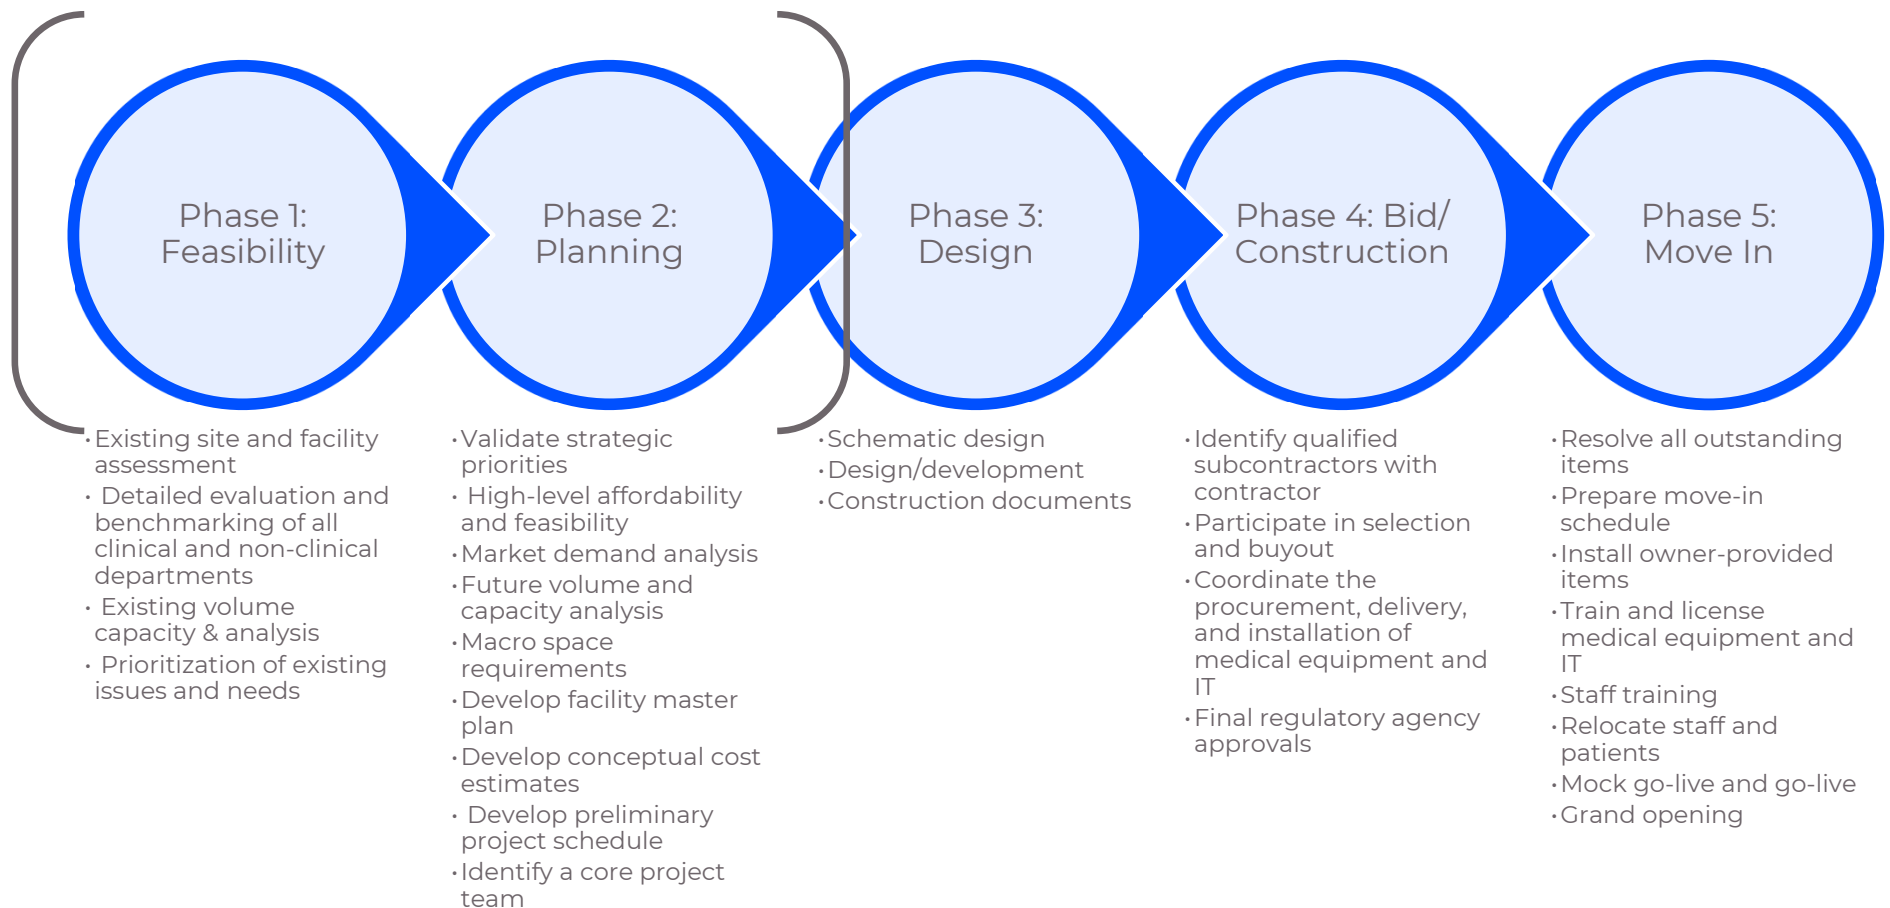 Phase 1:
Feasibility
Phase 2:
Planning
Phase 3:
Design
Phase 4: Bid/
Construction
Phase 5:
Move In
·Existing site and facility
assessment
· Detailed evaluation and
benchmarking of all
clinical and non-clinical
departments
· Existing volume
capacity & analysis
· Prioritization of existing
issues and needs
·Validate strategic
priorities
· High-level affordability
and feasibility
·Market demand analysis
·Future volume and
capacity analysis
·Macro space
requirements
·Develop facility master
plan
·Develop conceptual cost
estimates
· Develop preliminary
project schedule
·Identify a core project
team
·Schematic design
·Design/development
·Construction documents
·Identify qualified
subcontractors with
contractor
·Participate in selection
and buyout
·Coordinate the
procurement, delivery,
and installation of
medical equipment and
IT
·Final regulatory agency
approvals
·Resolve all outstanding
items
·Prepare move-in
schedule
·Install owner-provided
items
·Train and license
medical equipment and
IT
·Staff training
·Relocate staff and
patients
·Mock go-live and go-live
·Grand opening